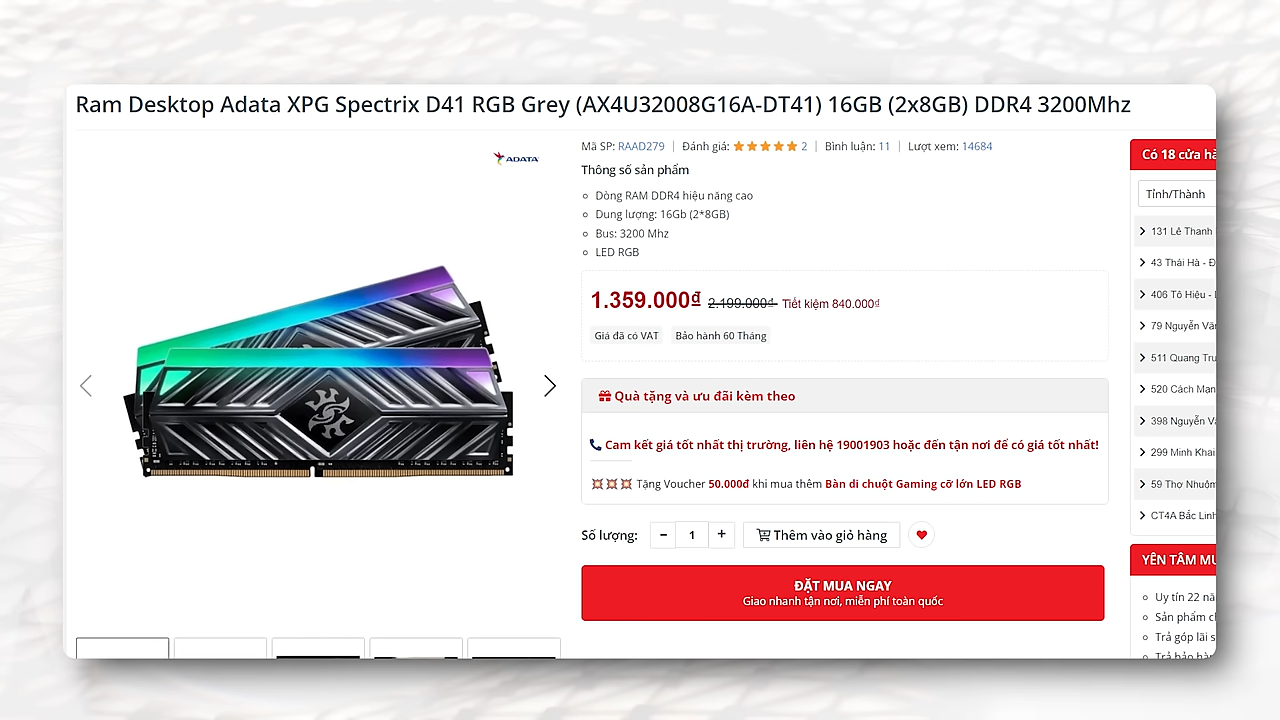 Ram Desktop Adata XPG Spectrix D41 RGB Grey (AX4U32008G16A-DT41) 16GB (2x8GB) DDR4 3200Mhz
ADATA
Mã SP: RAAD279 | Đánh giá: 2 | Bình luận: 11 | Lượt xem: 14684
Thông số sản phẩm
Dòng RAM DDR4 hiệu năng cao
Dung lượng: 16Gb (2*8GB)
Bus: 3200 Mhz
LED RGB
1.359.000₫ 2.199.000₫ Tiết kiệm 840.000₫
Giá đã có VAT Bảo hành 60 Tháng
Quà tặng và ưu đãi kèm theo
Cam kết giá tốt nhất thị trường, liên hệ 19001903 hoặc đến tận nơi để có giá tốt nhất!
Tặng Voucher 50.000đ khi mua thêm Bàn di chuột Gaming cỡ lớn LED RGB
Số lượng: - 1 + Thêm vào giỏ hàng
ĐẶT MUA NGAY
Giao nhanh tận nơi, miễn phí toàn quốc
Có 18 cửa hà
Tỉnh/Thành
131 Lê Thanh
43 Thái Hà - Đ
406 Tô Hiệu -
79 Nguyễn Vă
511 Quang Tru
520 Cách Mạn
398 Nguyễn Vă
299 Minh Khai
59 Thợ Nhuộm
CT4A Bắc Linh
YÊN TÂM MU
Uy tín 22 nă
Sản phẩm ch
Trả góp lãi s
Trả bảo hàn